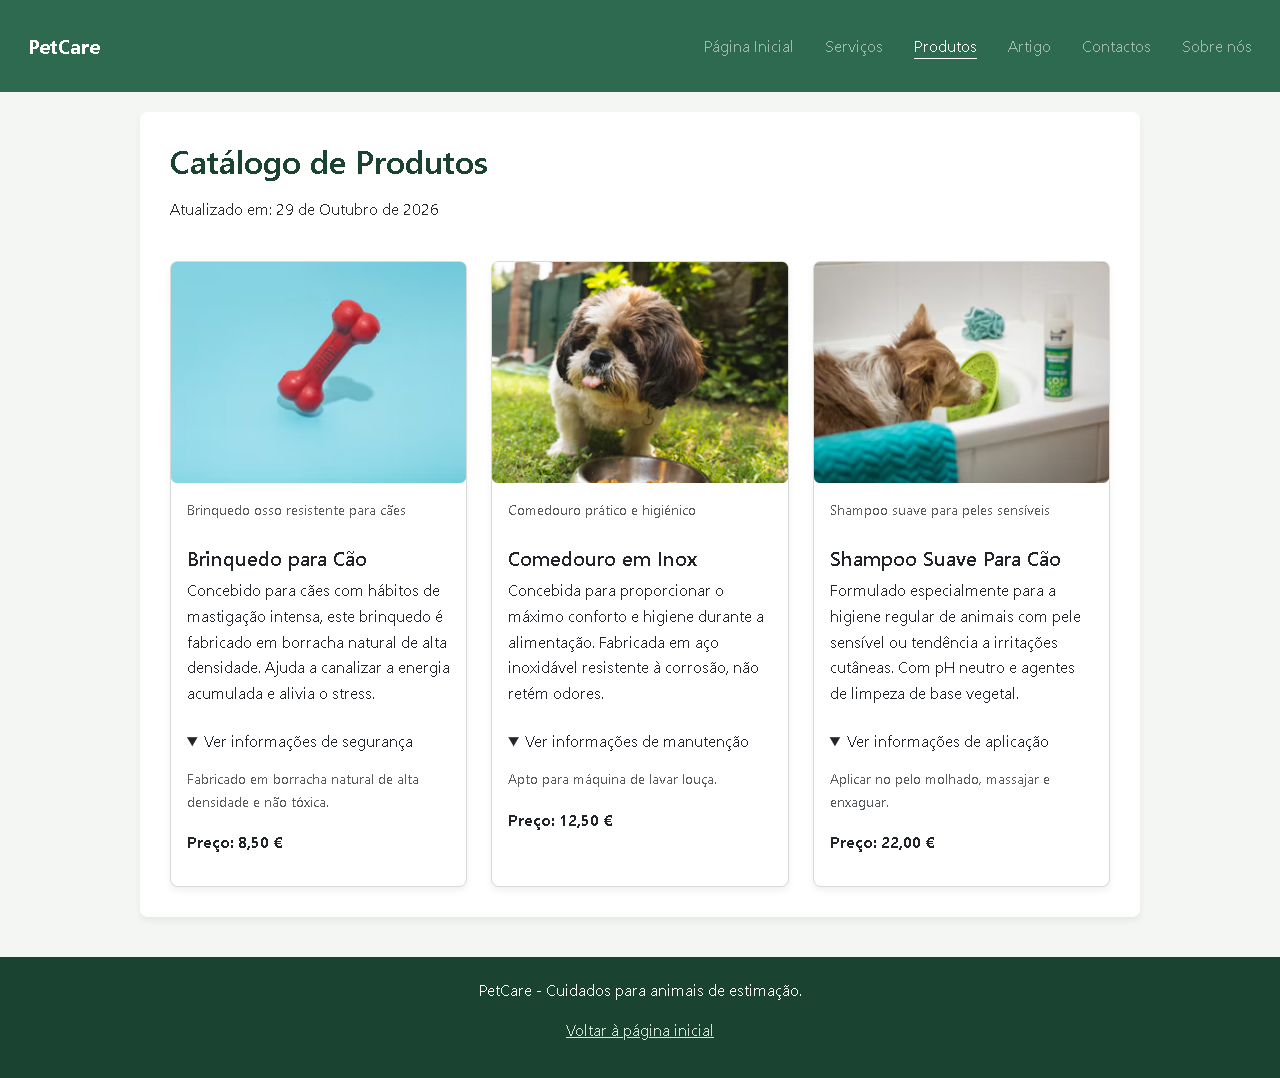 PetCare
Página Inicial
Serviços
Produtos
Artigo
Contactos
Sobre nós
Catálogo de Produtos
Atualizado em: 29 de Outubro de 2026
Brinquedo osso resistente para cães
Brinquedo para Cão
Concebido para cães com hábitos de
mastigação intensa, este brinquedo é
fabricado em borracha natural de alta
densidade. Ajuda a canalizar a energia
acumulada e alivia o stress.
▼ Ver informações de segurança
Fabricado em borracha natural de alta
densidade e não tóxica.
Preço: 8,50 €
Comedouro prático e higiénico
Comedouro em Inox
Concebida para proporcionar o
máximo conforto e higiene durante a
alimentação. Fabricada em aço
inoxidável resistente à corrosão, não
retém odores.
▼ Ver informações de manutenção
Apto para máquina de lavar louça.
Preço: 12,50 €
Shampoo suave para peles sensíveis
Shampoo Suave Para Cão
Formulado especialmente para a
higiene regular de animais com pele
sensível ou tendência a irritações
cutâneas. Com pH neutro e agentes
de limpeza de base vegetal.
▼ Ver informações de aplicação
Aplicar no pelo molhado, massajar e
enxaguar.
Preço: 22,00 €
PetCare - Cuidados para animais de estimação.
Voltar à página inicial